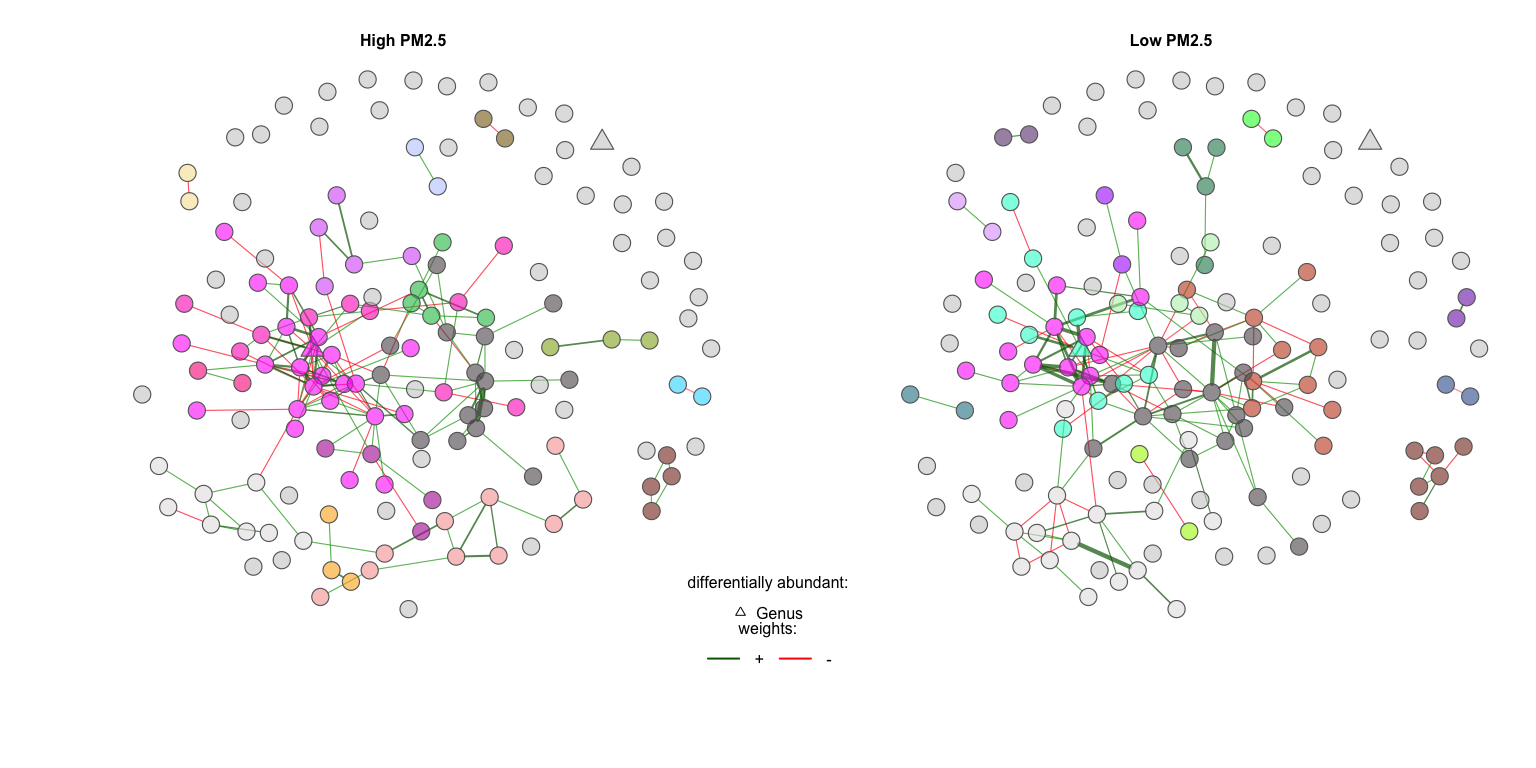 High PM2.5
Low PM2.5
differentially abundant:
Genus
weights:
+ -